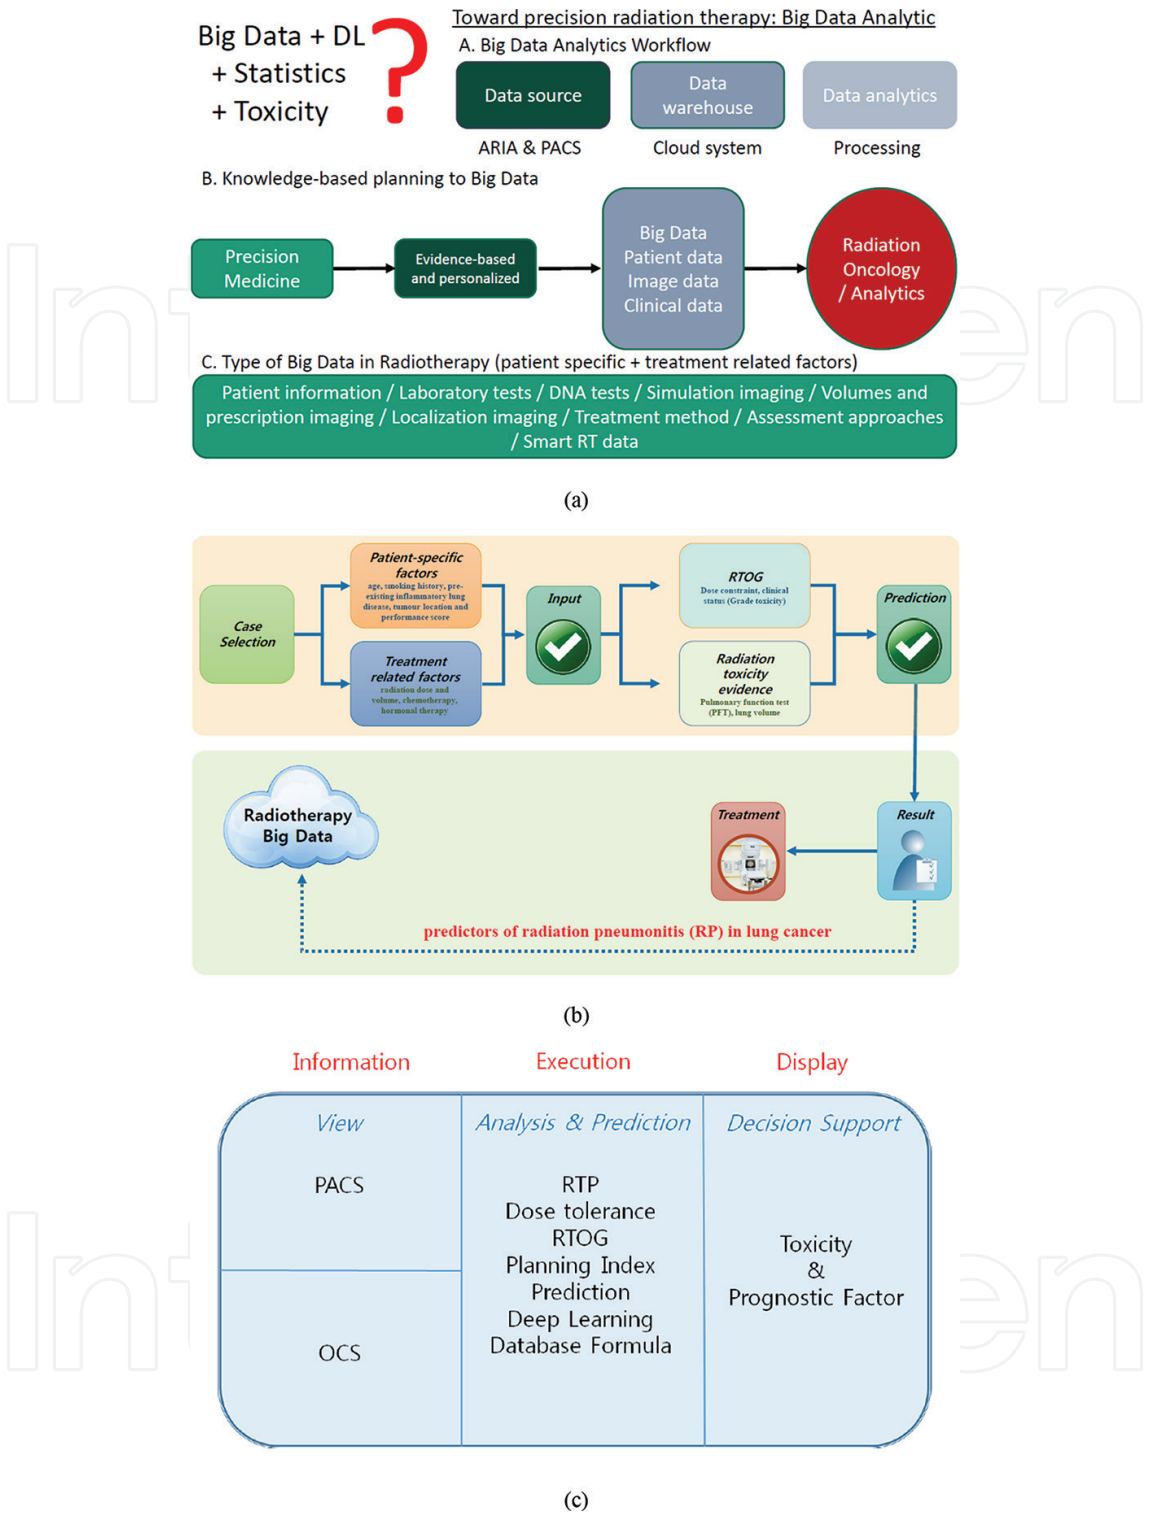 Toward precision radiation therapy: Big Data Analytic
Big Data + DL
+ Statistics
+ Toxicity
?
A. Big Data Analytics Workflow
Data source
Data
warehouse
Data analytics
ARIA & PACS
Cloud system
Processing
B. Knowledge-based planning to Big Data
Precision
Medicine
Evidence-based
and personalized
Big Data
Patient data
Image data
Clinical data
Radiation
Oncology
/ Analytics
C. Type of Big Data in Radiotherapy (patient specific + treatment related factors)
Patient information / Laboratory tests / DNA tests / Simulation imaging / Volumes and
prescription imaging / Localization imaging / Treatment method / Assessment approaches
/ Smart RT data
(a)
Case
Selection
Patient-specific
factors
age, smoking history, pre-
existing inflammatory lung
disease, tumour location and
performance score
Treatment
related factors
radiation dose and
volume, chemotherapy,
hormonal therapy
Input
RTOG
Dose constraint, clinical
status (Grade toxicity)
Radiation
toxicity
evidence
Pulmonary function test
(PFT), lung volume
Prediction
Radiotherapy
Big Data
Treatment
Result
predictors of radiation pneumonitis (RP) in lung cancer
(b)
Information
Execution
Display
View
PACS
OCS
Analysis & Prediction
RTP
Dose tolerance
RTOG
Planning Index
Prediction
Deep Learning
Database Formula
Decision Support
Toxicity
&
Prognostic Factor
(c)
Int
en
Int
en